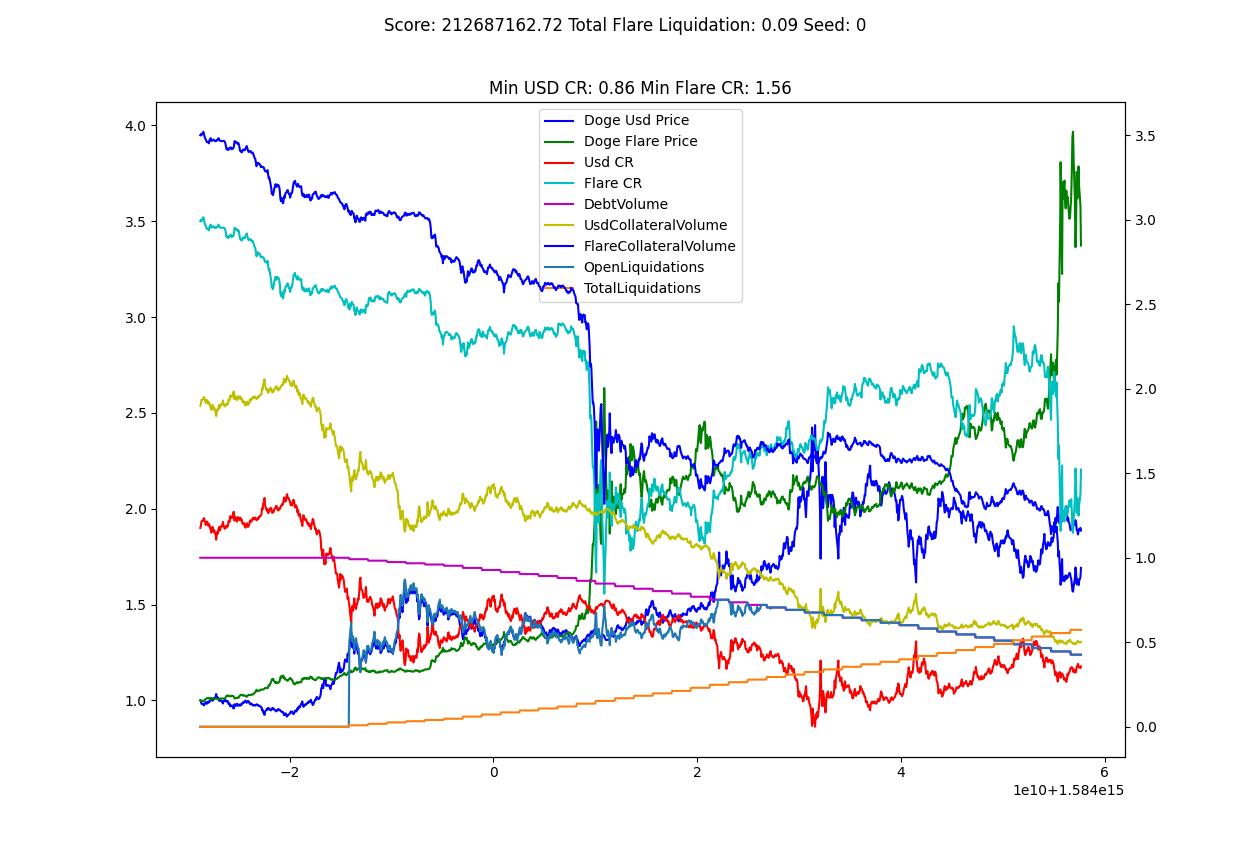 Score: 212687162.72 Total Flare Liquidation: 0.09 Seed: 0
Min USD CR: 0.86 Min Flare CR: 1.56
Doge Usd Price
Doge Flare Price
Usd CR
Flare CR
DebtVolume
UsdCollateralVolume
FlareCollateralVolume
OpenLiquidations
TotalLiquidations
4.0
3.5
3.0
2.5
2.0
1.5
1.0
3.5
3.0
2.5
2.0
1.5
1.0
0.5
0.0
−2
0
2
4
6
1e10+1.584e15